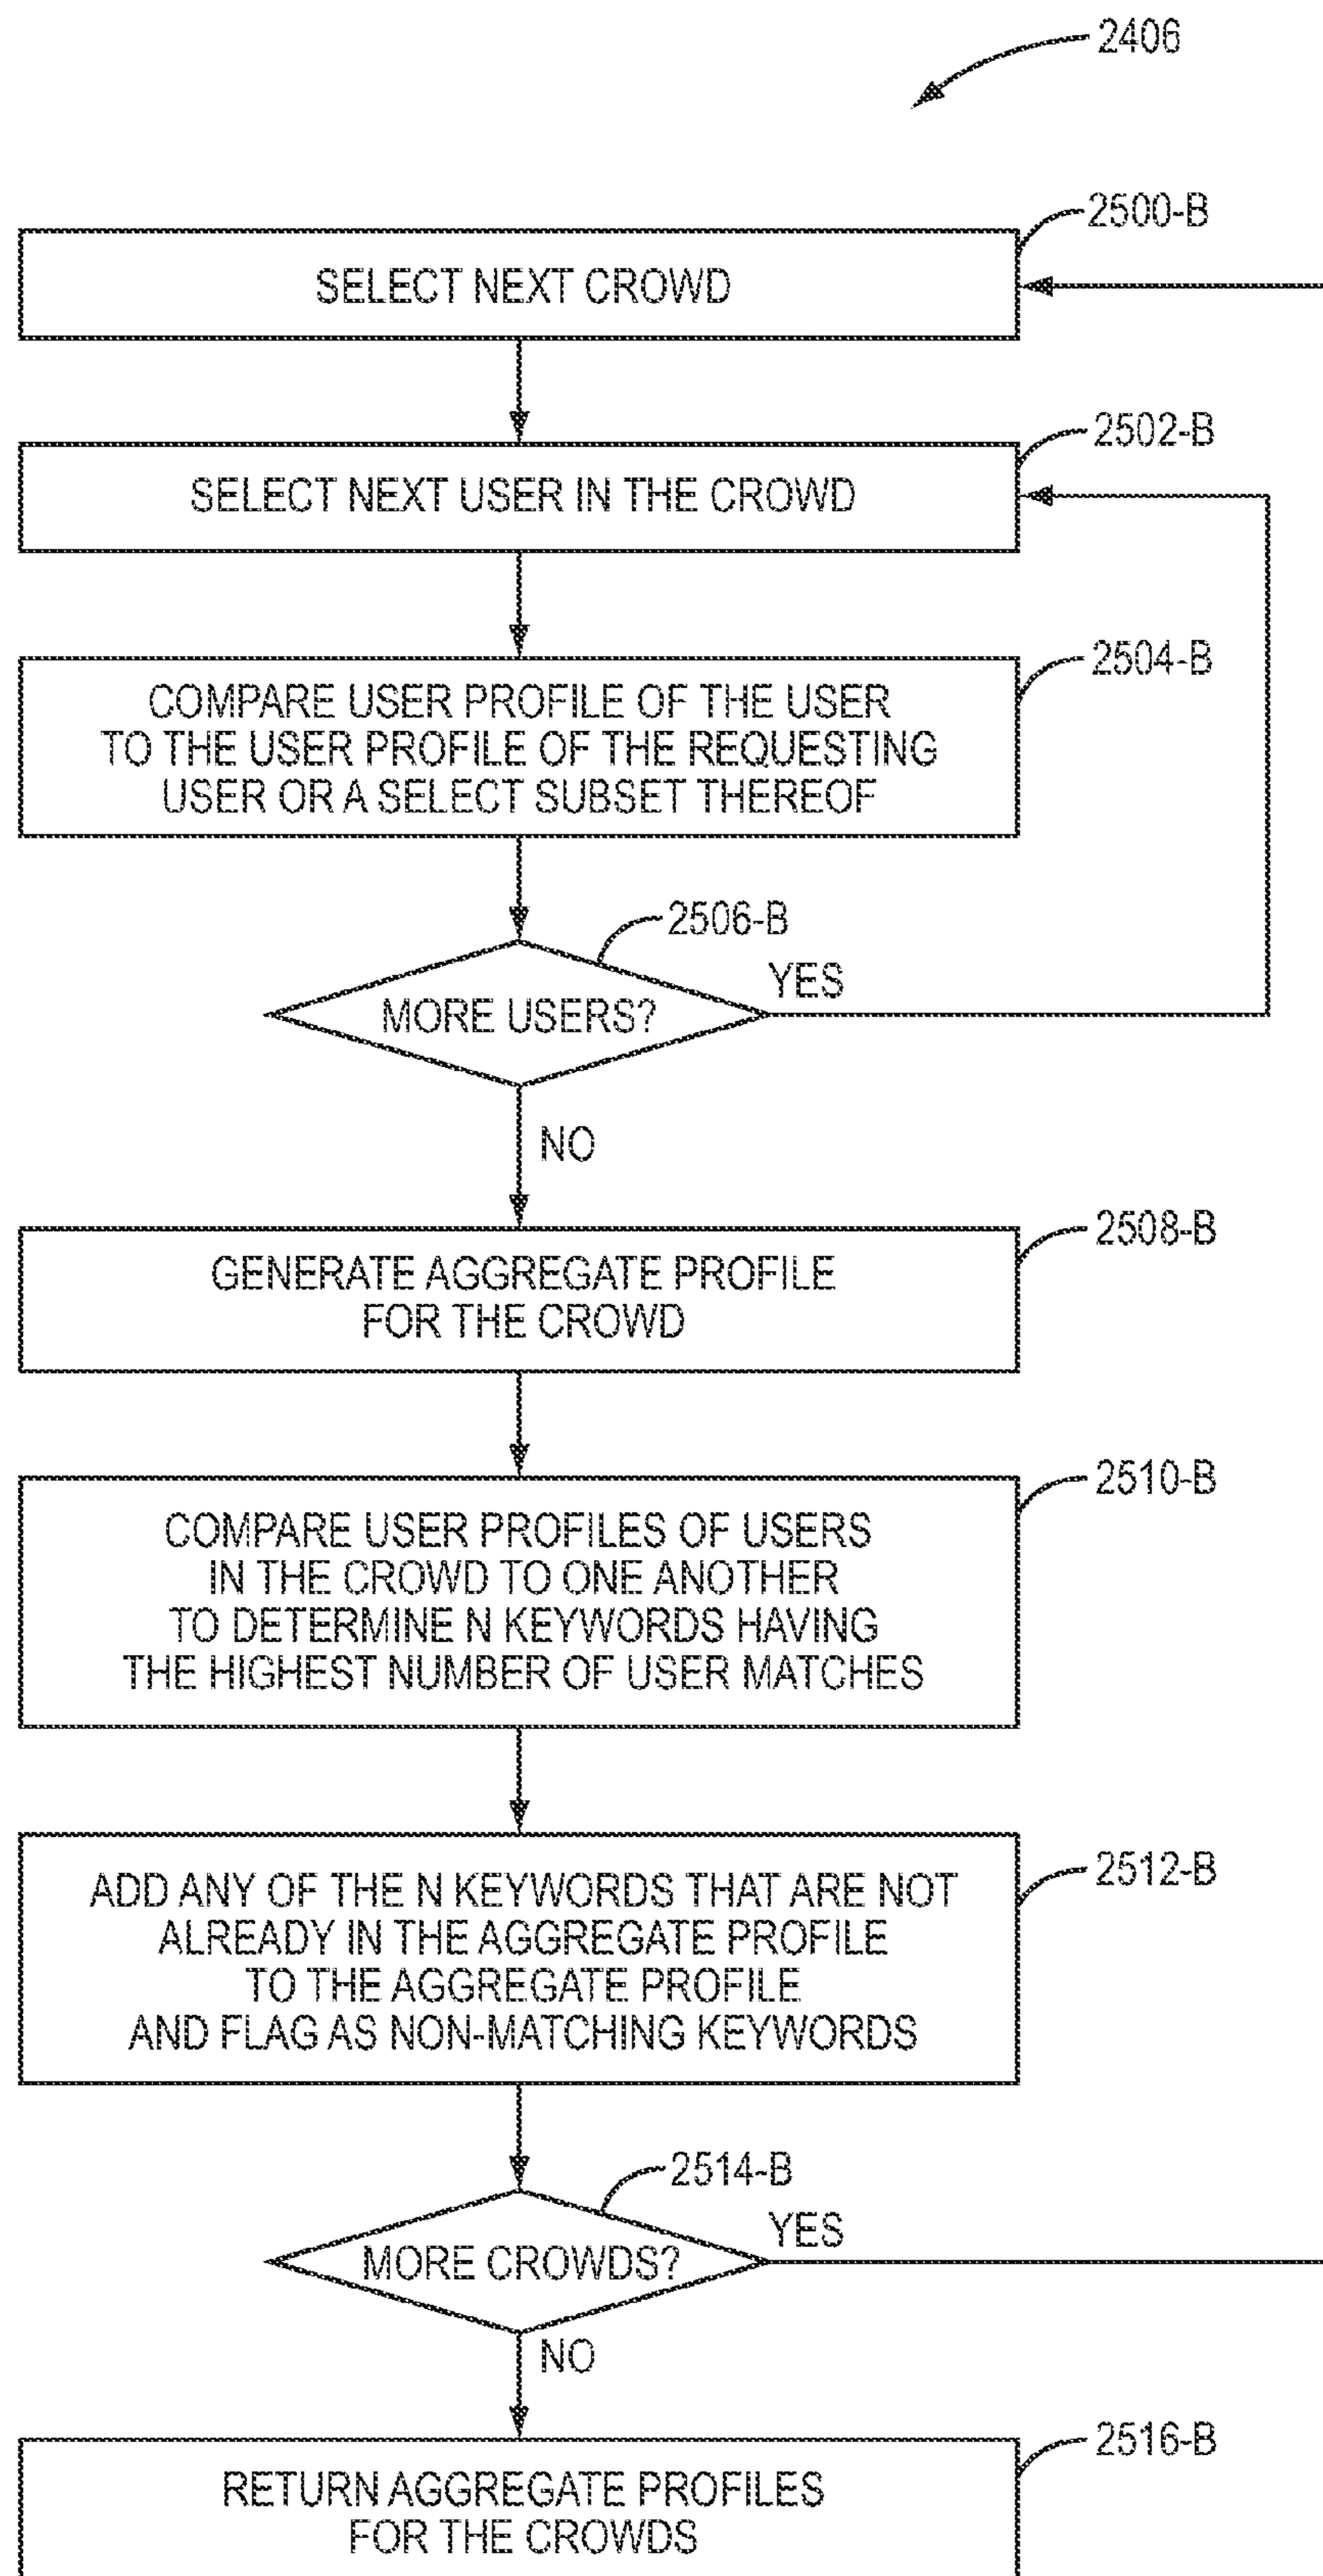 2406
2500-B
SELECT NEXT CROWD
2502-B
SELECT NEXT USER IN THE CROWD
2504-B
COMPARE USER PROFILE OF THE USER
TO THE USER PROFILE OF THE REQUESTING
USER OR A SELECT SUBSET THEREOF
2506-B
YES
MORE USERS?
NO
2508-B
GENERATE AGGREGATE PROFILE
FOR THE CROWD
2510-B
COMPARE USER PROFILES OF USERS
IN THE CROWD TO ONE ANOTHER
TO DETERMINE N KEYWORDS HAVING
THE HIGHEST NUMBER OF USER MATCHES
2512-B
ADD ANY OF THE N KEYWORDS THAT ARE NOT
ALREADY IN THE AGGREGATE PROFILE
TO THE AGGREGATE PROFILE
AND FLAG AS NON-MATCHING KEYWORDS
2514-B
YES
MORE CROWDS?
NO
2516-B
RETURN AGGREGATE PROFILES
FOR THE CROWDS